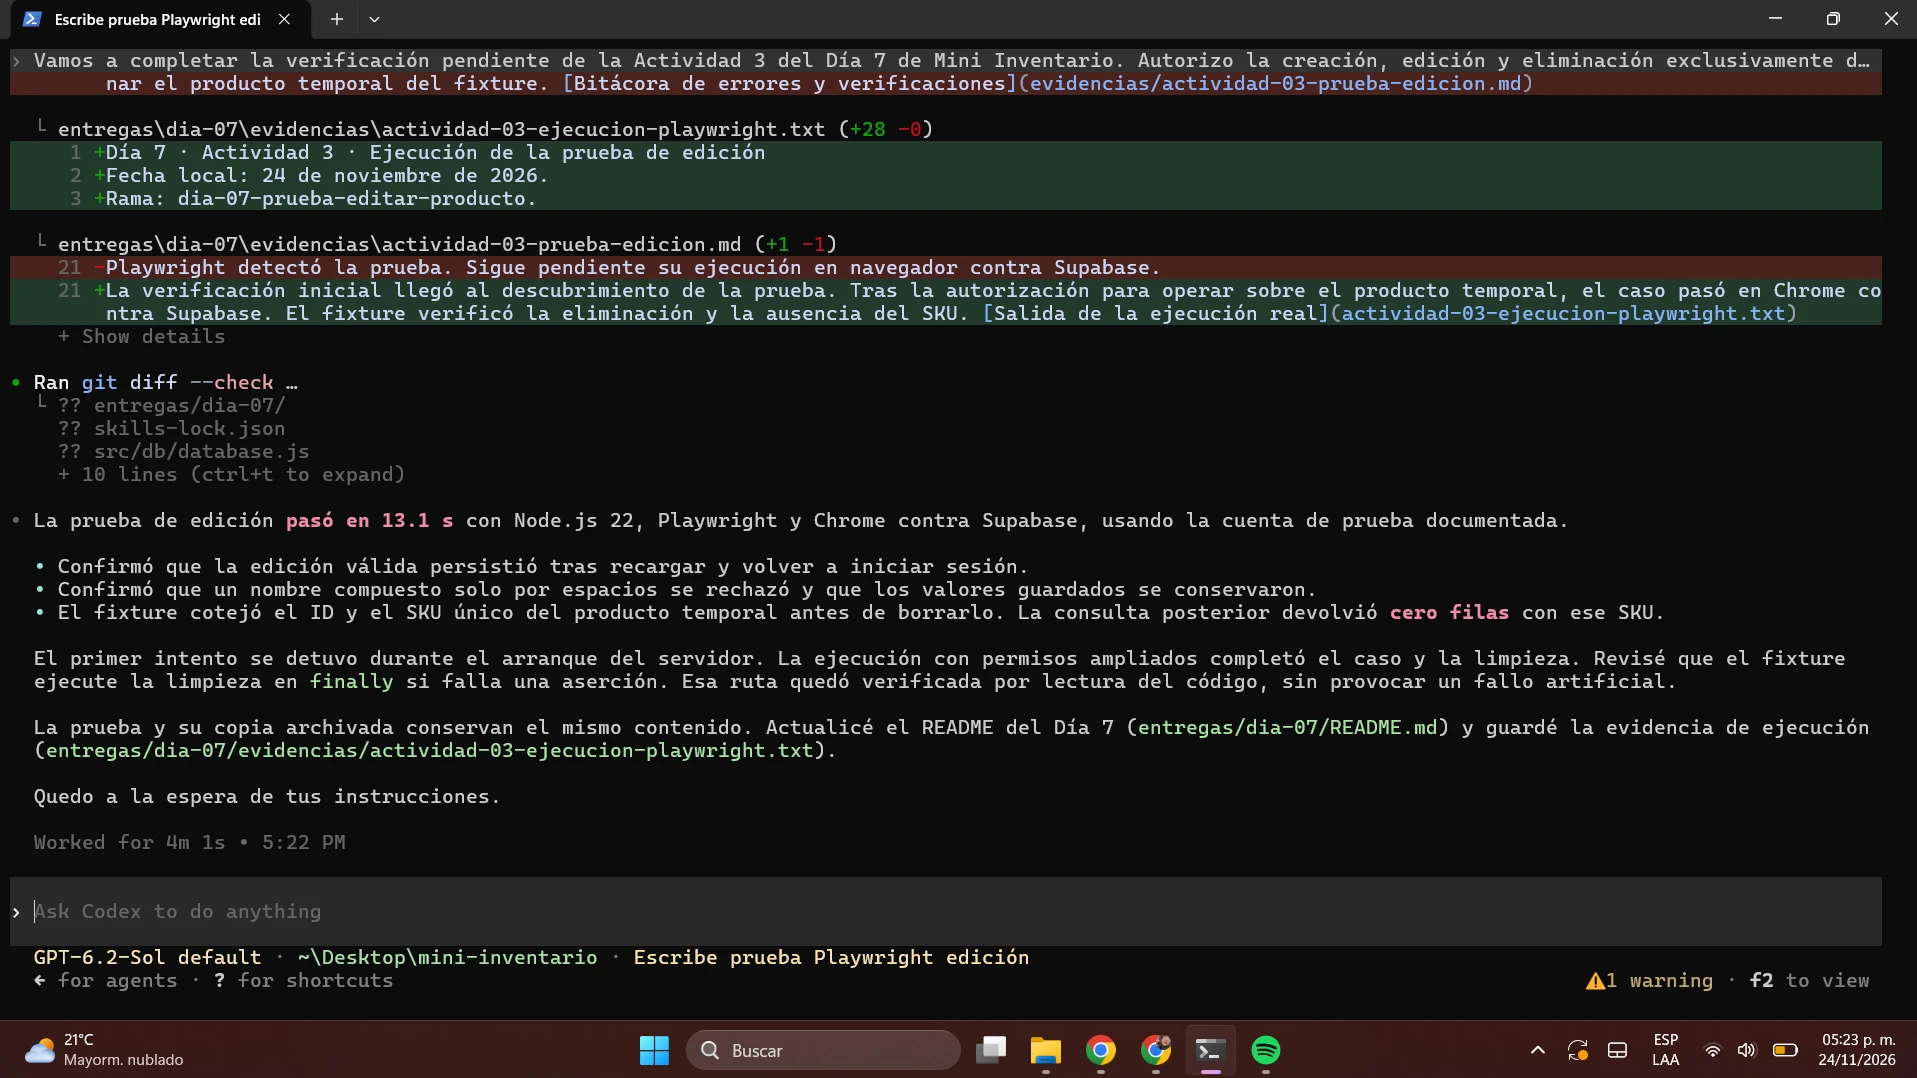 Escribe prueba Playwright edi
› Vamos a completar la verificación pendiente de la Actividad 3 del Día 7 de Mini Inventario. Autorizo la creación, edición y eliminación exclusivamente d…
nar el producto temporal del fixture. [Bitácora de errores y verificaciones](evidencias/actividad-03-prueba-edicion.md)
└ entregas\dia-07\evidencias\actividad-03-ejecucion-playwright.txt (+28 -0)
1 +Día 7 · Actividad 3 · Ejecución de la prueba de edición
2 +Fecha local: 24 de noviembre de 2026.
3 +Rama: dia-07-prueba-editar-producto.
└ entregas\dia-07\evidencias\actividad-03-prueba-edicion.md (+1 -1)
21 -Playwright detectó la prueba. Sigue pendiente su ejecución en navegador contra Supabase.
21 +La verificación inicial llegó al descubrimiento de la prueba. Tras la autorización para operar sobre el producto temporal, el caso pasó en Chrome co
ntra Supabase. El fixture verificó la eliminación y la ausencia del SKU. [Salida de la ejecución real](actividad-03-ejecucion-playwright.txt)
+ Show details
• Ran git diff --check …
└ ?? entregas/dia-07/
?? skills-lock.json
?? src/db/database.js
+ 10 lines (ctrl+t to expand)
• La prueba de edición pasó en 13.1 s con Node.js 22, Playwright y Chrome contra Supabase, usando la cuenta de prueba documentada.
• Confirmó que la edición válida persistió tras recargar y volver a iniciar sesión.
• Confirmó que un nombre compuesto solo por espacios se rechazó y que los valores guardados se conservaron.
• El fixture cotejó el ID y el SKU único del producto temporal antes de borrarlo. La consulta posterior devolvió cero filas con ese SKU.
El primer intento se detuvo durante el arranque del servidor. La ejecución con permisos ampliados completó el caso y la limpieza. Revisé que el fixture
ejecute la limpieza en finally si falla una aserción. Esa ruta quedó verificada por lectura del código, sin provocar un fallo artificial.
La prueba y su copia archivada conservan el mismo contenido. Actualicé el README del Día 7 (entregas/dia-07/README.md) y guardé la evidencia de ejecución
(entregas/dia-07/evidencias/actividad-03-ejecucion-playwright.txt).
Quedo a la espera de tus instrucciones.
Worked for 4m 1s • 5:22 PM
› Ask Codex to do anything
GPT-6.2-Sol default · ~\Desktop\mini-inventario · Escribe prueba Playwright edición
← for agents · ? for shortcuts
⚠1 warning · f2 to view
21°C
Mayorm. nublado
Buscar
ESP
LAA
05:23 p. m.
24/11/2026